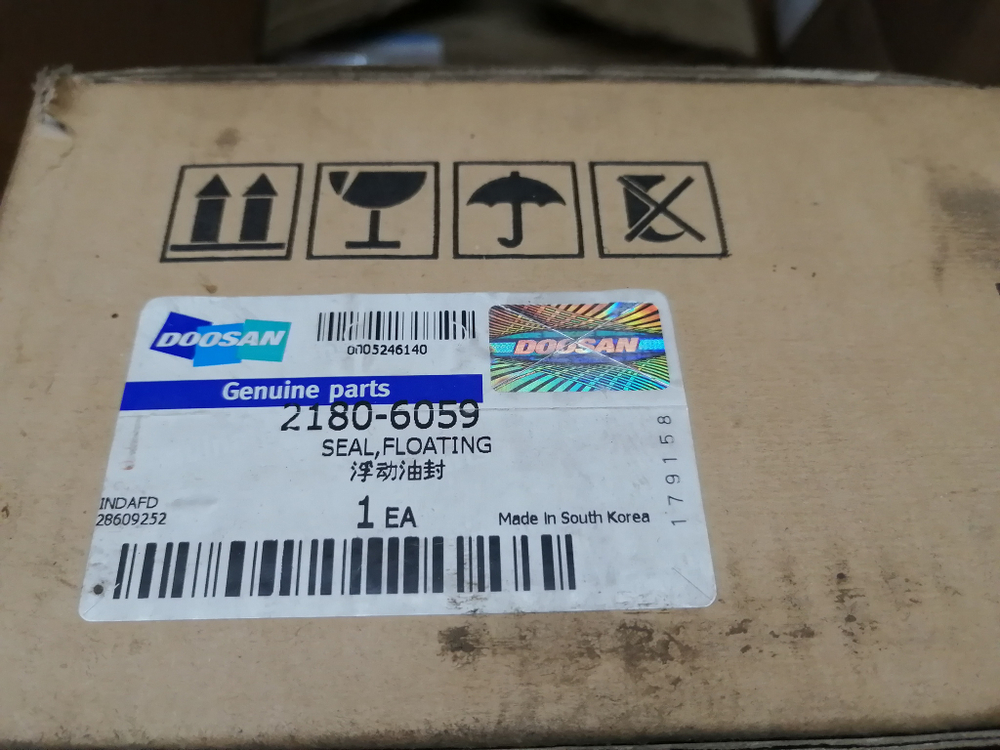 DOOSAN
0005246140
DOOSAN
Genuine parts
2180-6059
SEAL,FLOATING
浮动油封
INDAFD
28609252
1 EA
Made In South Korea
179158